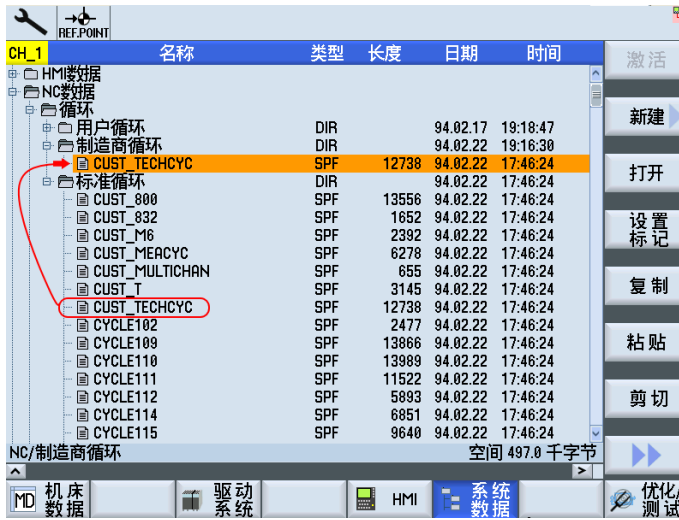 REF.POINT
CH_1 名称 类型 长度 日期 时间
HMI数据
NC数据
循环
用户循环 DIR 94.02.17 19:18:47
制造商循环 DIR 94.02.22 19:16:30
CUST_TECHCYC SPF 12738 94.02.22 17:46:24
标准循环 DIR 94.02.22 17:46:24
CUST_800 SPF 13556 94.02.22 17:46:24
CUST_832 SPF 1652 94.02.22 17:46:24
CUST_M6 SPF 2392 94.02.22 17:46:24
CUST_MEACYC SPF 6278 94.02.22 17:46:24
CUST_MULTICHAN SPF 655 94.02.22 17:46:24
CUST_T SPF 3145 94.02.22 17:46:24
CUST_TECHCYC SPF 12738 94.02.22 17:46:24
CYCLE102 SPF 2477 94.02.22 17:46:24
CYCLE109 SPF 13866 94.02.22 17:46:24
CYCLE110 SPF 13989 94.02.22 17:46:24
CYCLE111 SPF 11522 94.02.22 17:46:24
CYCLE112 SPF 5893 94.02.22 17:46:24
CYCLE114 SPF 6851 94.02.22 17:46:24
CYCLE115 SPF 9640 94.02.22 17:46:24
NC/制造商循环 空间 497.0 千字节
激活
新建
打开
设置
标记
复制
粘贴
剪切
MD 机床
数据
驱动
系统
HMI
系统
数据
优化/
测试